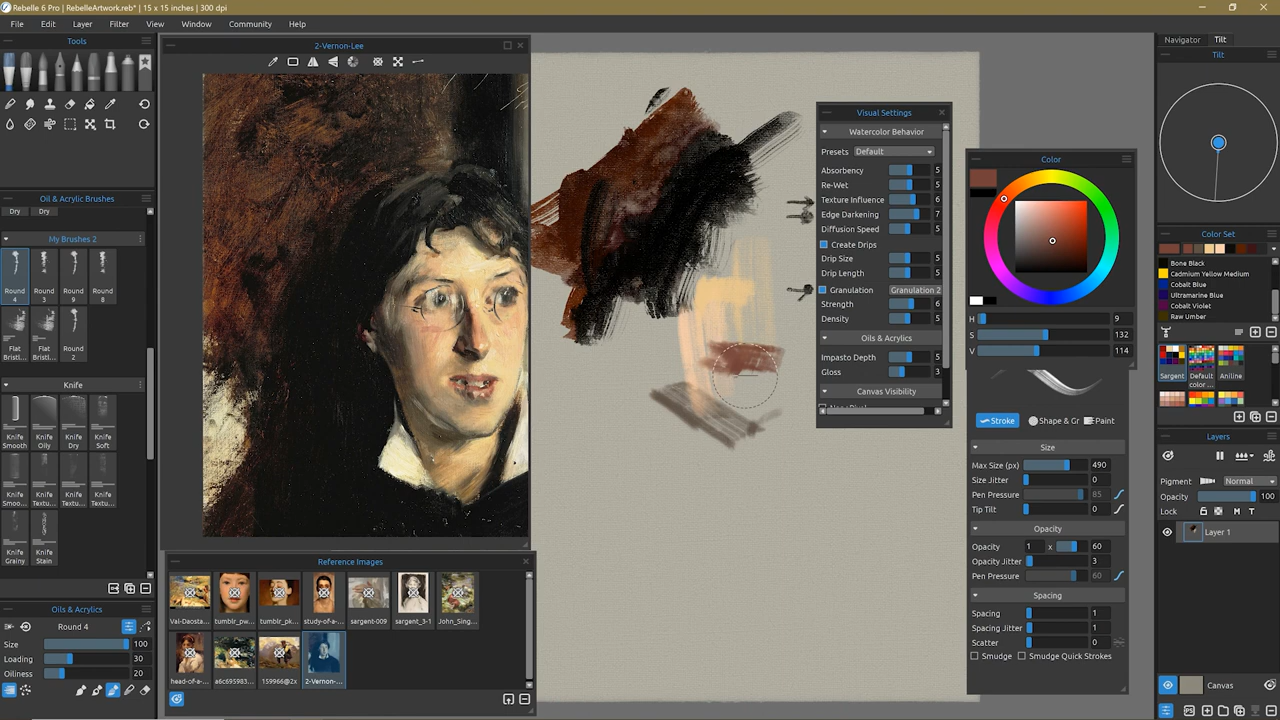 Rebelle 6 Pro | RebelleArtwork.reb* | 15 x 15 inches | 300 dpi
File Edit Layer Filter View Window Community Help
Tools
Oil & Acrylic Brushes
Dry Dry
My Brushes 2
Round 4
Round 3
Round 9
Round 8
Flat Bristl...
Flat Bristl...
Round 2
Knife
Knife Smoo...
Knife Oily
Knife Dry
Knife Soft
Knife Smoo...
Knife Textu...
Knife Textu...
Knife Textu...
Knife Grainy
Knife Stain
Oils & Acrylics
Round 4
Size 100
Loading 30
Oiliness 20
2-Vernon-Lee
Reference Images
Val-Daosta...
tumblr_pw...
tumblr_pk...
study-of-a-...
sargent-009
sargent_3-1
John_Sing...
head-of-a-...
a6c695983...
159966@2x
2-Vernon-...
Visual Settings
Watercolor Behavior
Presets Default
Absorbency 5
Re-Wet 5
Texture Influence 6
Edge Darkening 7
Diffusion Speed 5
Create Drips
Drip Size 5
Drip Length 5
Granulation Granulation 2
Strength 6
Density 5
Oils & Acrylics
Impasto Depth 5
Gloss 3
Canvas Visibility
Color
H 9
S 132
V 114
Stroke Shape & Gr Paint
Size
Max Size (px) 490
Size Jitter 0
Pen Pressure 85
Tip Tilt 0
Opacity
Opacity 1 x 60
Opacity Jitter 3
Pen Pressure 60
Spacing
Spacing 1
Spacing Jitter 1
Scatter 0
Smudge Smudge Quick Strokes
Navigator Tilt
Tilt
Color Set
Bone Black
Cadmium Yellow Medium
Cobalt Blue
Ultramarine Blue
Cobalt Violet
Raw Umber
Sargent
Default color ...
Aniline
Layers
Pigment Normal
Opacity 100
Lock M T
Layer 1
Canvas
PS